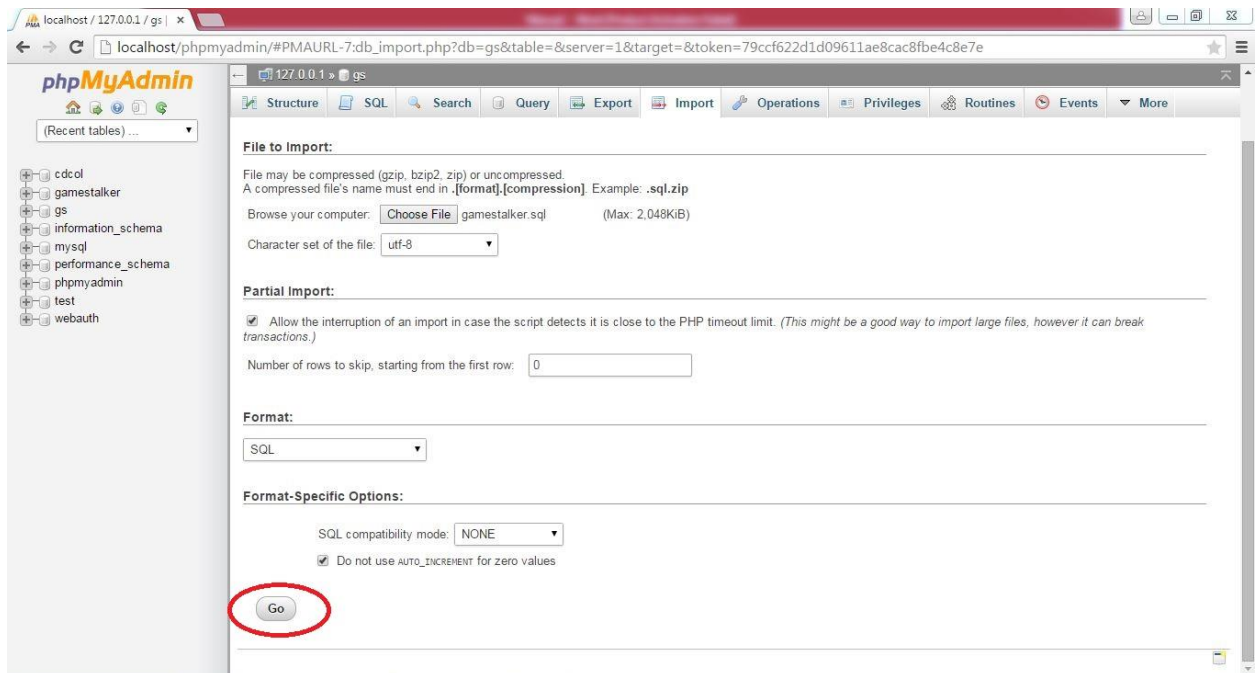 localhost / 127.0.0.1 / gs |
localhost/phpmyadmin/#PMAURL-7:db_import.php?db=gs&table=&server=1&target=&token=79ccf622d1d09611ae8cac8fbe4c8e7e
phpMyAdmin
(Recent tables) ...
cdcol
gamestalker
gs
information_schema
mysql
performance_schema
phpmyadmin
test
webauth
127.0.0.1 » gs
Structure SQL Search Query Export Import Operations Privileges Routines Events More
File to Import:
File may be compressed (gzip, bzip2, zip) or uncompressed.
A compressed file's name must end in .[format].[compression]. Example: .sql.zip
Browse your computer: Choose File gamestalker.sql (Max: 2,048KiB)
Character set of the file: utf-8
Partial Import:
Allow the interruption of an import in case the script detects it is close to the PHP timeout limit. (This might be a good way to import large files, however it can break
transactions.)
Number of rows to skip, starting from the first row: 0
Format:
SQL
Format-Specific Options:
SQL compatibility mode: NONE
Do not use AUTO_INCREMENT for zero values
Go